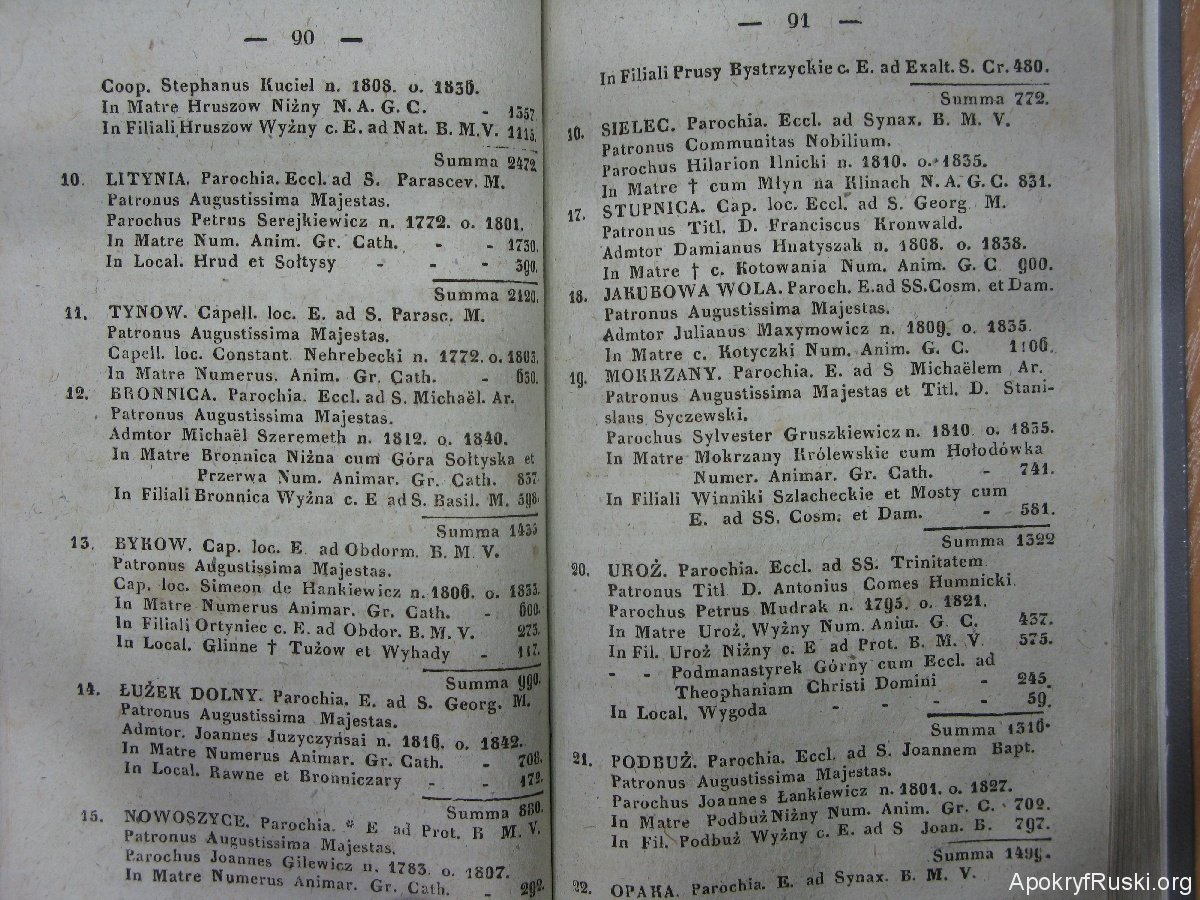 — 90 —
Coop. Stephanus Kuciel n. 1808. o. 1836.
In Matre Hruszow Niżny N. A. G. C. - 1357
In Filiali Hruszow Wyżny c. E. ad Nat. B. M. V. 1115.
Summa 2472
10. LITYNIA. Parochia. Eccl. ad S. Parascev. M.
Patronus Augustissima Majestas.
Parochus Petrus Serejkiewicz n. 1772. o. 1801.
In Matre Num. Anim. Gr. Cath. - - 1730.
In Local. Hrud et Sołtysy - - - 390.
Summa 2120.
11. TYNOW. Capell. loc. E. ad S. Parasc. M.
Patronus Augustissima Majestas.
Capell. loc. Constant. Nehrebecki n. 1772. o. 1803.
In Matre Numerus. Anim. Gr. Cath. - 630.
12. BRONNICA. Parochia. Eccl. ad S. Michaël. Ar.
Patronus Augustissima Majestas.
Admtor Michaël Szeremeth n. 1812. o. 1840.
In Matre Bronnica Niżna cum Góra Sołtyska et
Przerwa Num. Animar. Gr. Cath. 837
In Filiali Bronnica Wyżna c. E ad S. Basil. M. 598.
Summa 1435
13. BYKOW. Cap. loc. E. ad Obdorm. B. M. V.
Patronus Augustissima Majestas.
Cap. loc. Simeon de Hankiewicz n. 1806. o. 1833.
In Matre Numerus Animar. Gr. Cath. - 600.
In Filiali Ortyniec c. E. ad Obdor. B. M. V. 273.
In Local. Glinne † Tużow et Wyhady - 117.
Summa 990.
14. ŁUŻEK DOLNY. Parochia. E. ad S. Georg. M.
Patronus Augustissima Majestas.
Admtor. Joannes Juzyczyńsai n. 1816. o. 1842.
In Matre Numerus Animar. Gr. Cath. - 708.
In Local. Rawne et Bronniczary - - 172.
Summa 880.
15. NOWOSZYCE. Parochia. * E ad Prot. B M. V.
Patronus Augustissima Majestas.
Parochus Joannes Gilewicz n. 1783. o. 1807.
In Matre Numerus Animar. Gr. Cath. - 292.
— 91 —
In Filiali Prusy Bystrzyckie c. E. ad Exalt. S. Cr. 480.
Summa 772.
16. SIELEC. Parochia. Eccl. ad Synax. B. M. V.
Patronus Communitas Nobilium.
Parochus Hilarion Ilnicki n. 1810. o. 1835.
In Matre † cum Młyn na Klinach N. A. G. C. 831.
17. STUPNICA. Cap. loc. Eccl. ad S. Georg M.
Patronus Titl. D. Franciscus Kronwald.
Admtor Damianus Hnatyszak n. 1808. o. 1838.
In Matre † c. Kotowania Num. Anim. G. C 900.
18. JAKUBOWA WOLA. Paroch. E. ad SS. Cosm. et Dam.
Patronus Augustissima Majestas.
Admtor Julianus Maxymowicz n. 1809. o. 1835.
In Matre c. Kotyczki Num. Anim. G. C. 1106.
19. MOKRZANY. Parochia. E. ad S Michaëlem Ar.
Patronus Augustissima Majestas et Titl. D. Stani-
slaus Syczewski.
Parochus Sylvester Gruszkiewicz n. 1810. o. 1835.
In Matre Mokrzany Królewskie cum Hołodówka
Numer. Animar. Gr. Cath. - 741.
In Filiali Winniki Szlacheckie et Mosty cum
E. ad SS. Cosm. et Dam. - 581.
Summa 1322
20. UROŻ. Parochia. Eccl. ad SS. Trinitatem
Patronus Titl D. Antonius Comes Humnicki.
Parochus Petrus Mudrak n. 1795. o. 1821.
In Matre Uroż. Wyżny Num. Anim. G. C. 437.
In Fil. Uroż Niżny c. E ad Prot. B. M. V. 575.
- - Podmanastyrek Górny cum Eccl. ad
Theophaniam Christi Domini - 245.
In Local. Wygoda - - - - 59.
Summa 1316.
21. PODBUŻ. Parochia. Eccl. ad S. Joannem Bapt.
Patronus Augustissima Majestas.
Parochus Joannes Łankiewicz n. 1801. o. 1827.
In Matre Podbuż Niżny Num. Anim. Gr. C. 702.
In Fil. Podbuż Wyżny c. E. ad S Joan. B. 797.
Summa 1499.
22. OPAKA. Parochia. E. ad Synax. B. M. V.
ApokryfRuski.org